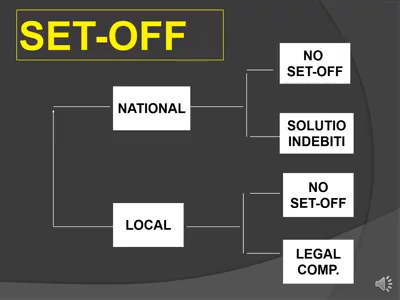 SET-OFF
NO
SET-OFF
NATIONAL
SOLUTIO
INDEBITI
NO
SET-OFF
LOCAL
LEGAL
COMP.